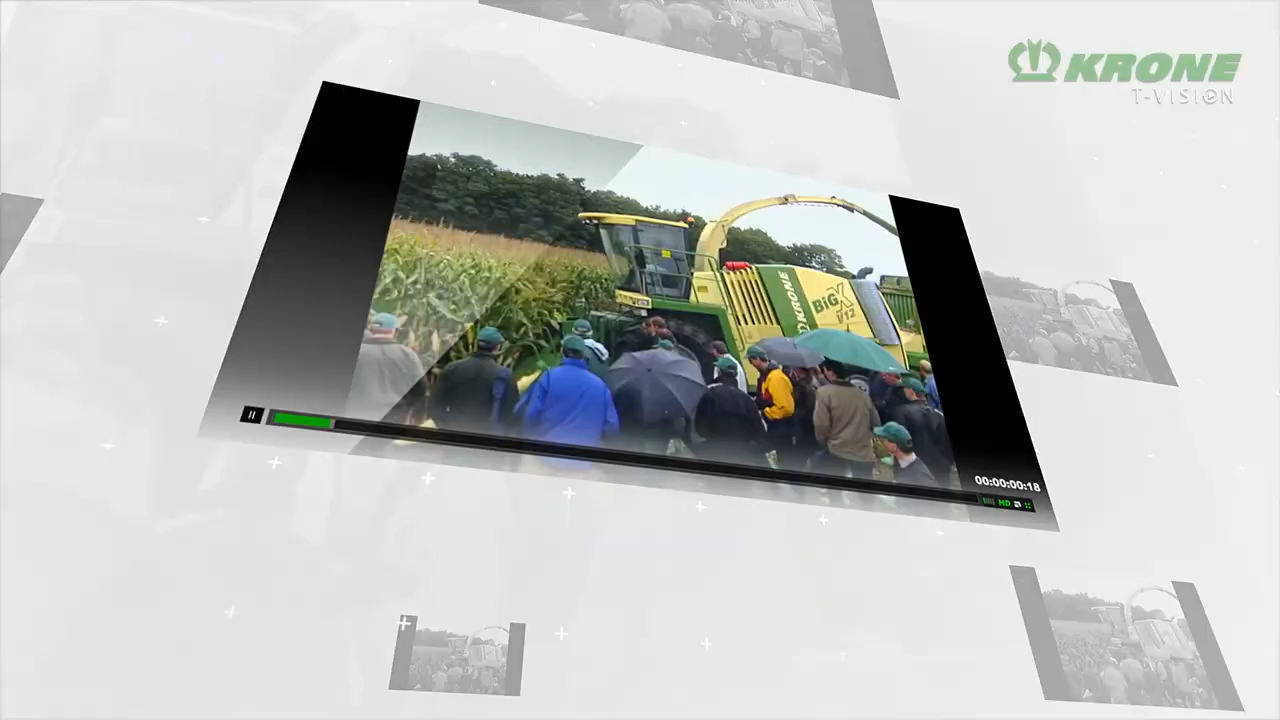 KRONE
T-VISION
KRONE
BiG X
V12
00:00:00:18
HD